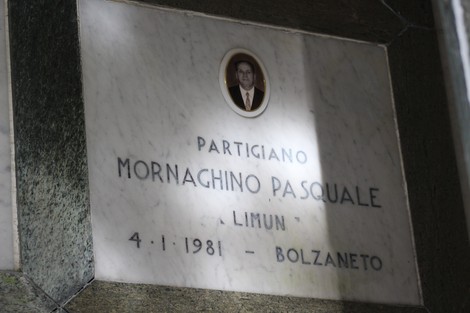 PARTIGIANO
MORNAGHINO PASQUALE
"LIMUN"
4·1·1981 - BOLZANETO